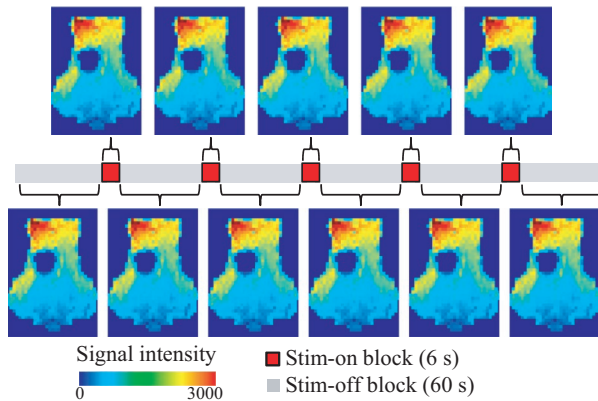 Signal intensity
0 3000
Stim-on block (6 s)
Stim-off block (60 s)